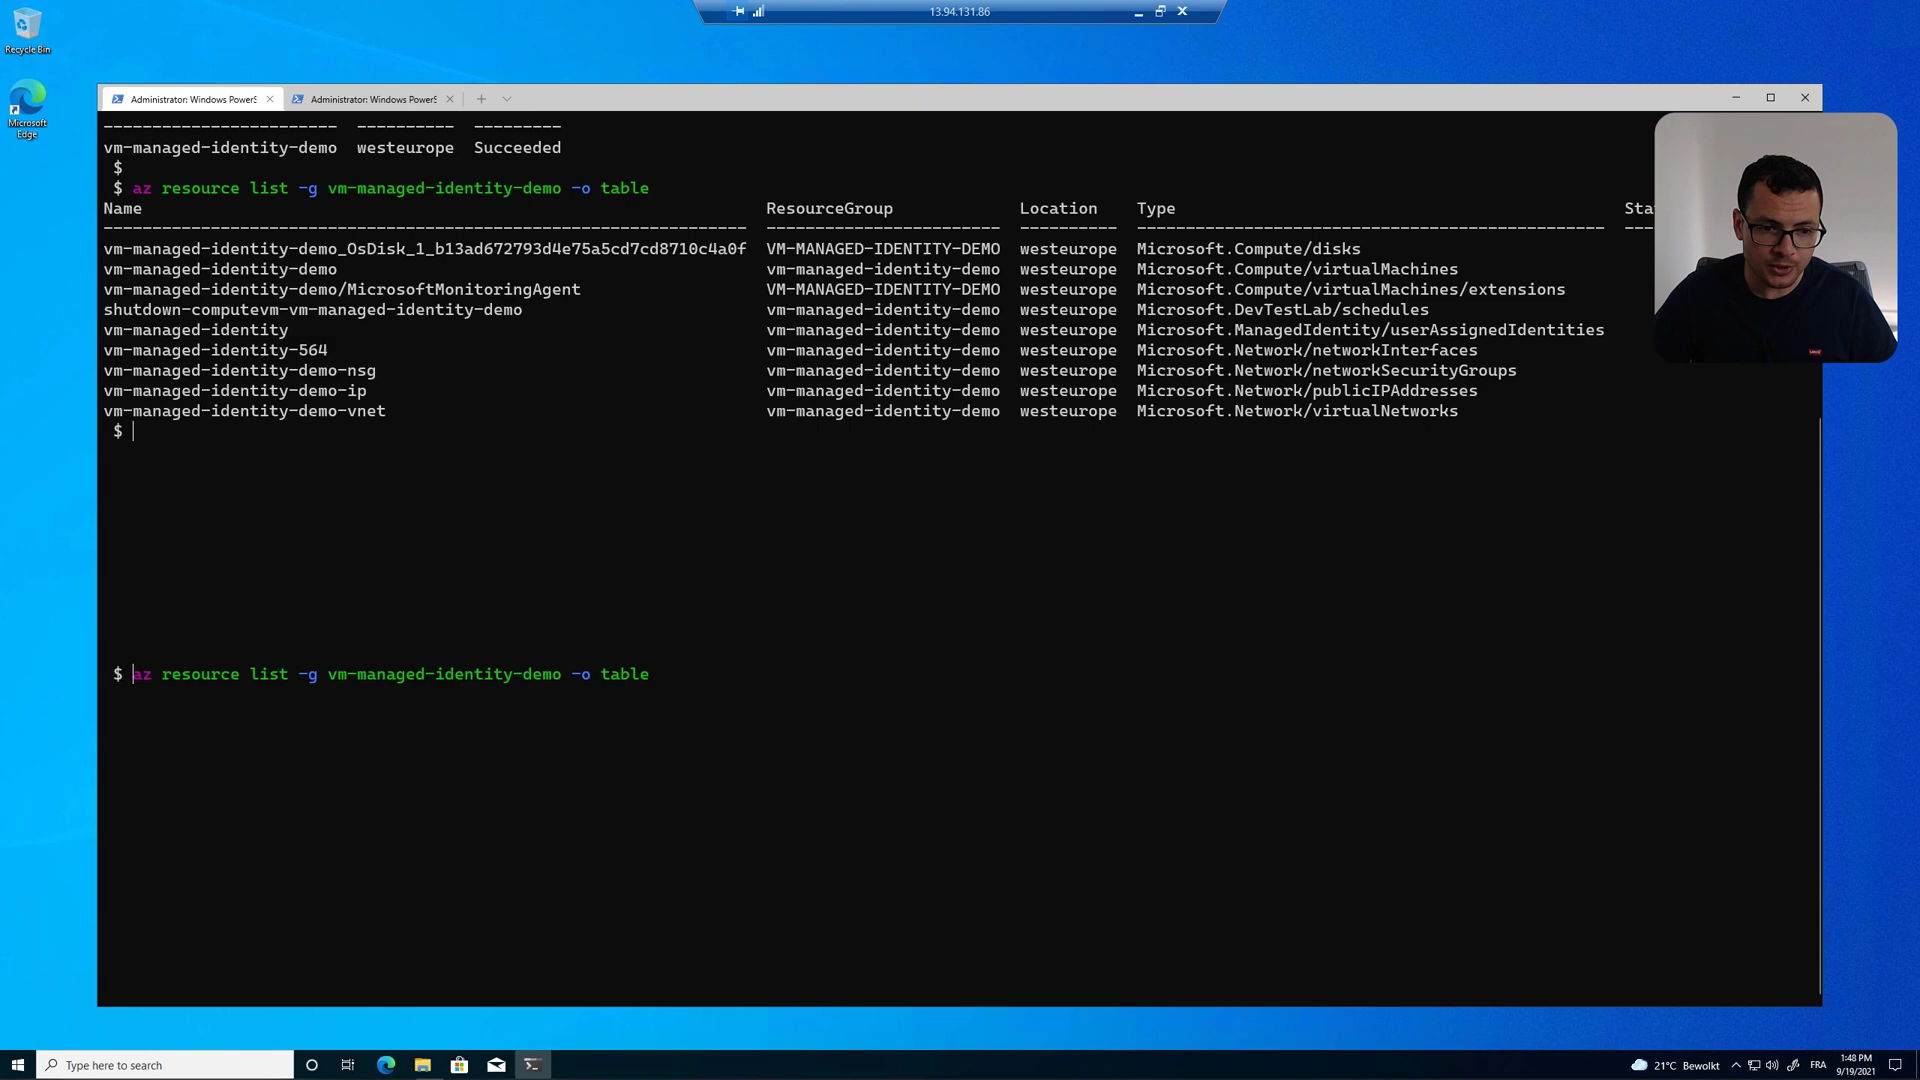 13.94.131.86
Recycle Bin
Microsoft
Edge
Administrator: Windows PowerS
Administrator: Windows PowerS
------------------------ ---------- ---------
vm-managed-identity-demo westeurope Succeeded
$
$ az resource list -g vm-managed-identity-demo -o table
Name ResourceGroup Location Type Sta
------------------------------------------------------------------ ------------------------ ---------- ------------------------------------------------ ---
vm-managed-identity-demo_OsDisk_1_b13ad672793d4e75a5cd7cd8710c4a0f VM-MANAGED-IDENTITY-DEMO westeurope Microsoft.Compute/disks
vm-managed-identity-demo vm-managed-identity-demo westeurope Microsoft.Compute/virtualMachines
vm-managed-identity-demo/MicrosoftMonitoringAgent VM-MANAGED-IDENTITY-DEMO westeurope Microsoft.Compute/virtualMachines/extensions
shutdown-computevm-vm-managed-identity-demo vm-managed-identity-demo westeurope Microsoft.DevTestLab/schedules
vm-managed-identity vm-managed-identity-demo westeurope Microsoft.ManagedIdentity/userAssignedIdentities
vm-managed-identity-564 vm-managed-identity-demo westeurope Microsoft.Network/networkInterfaces
vm-managed-identity-demo-nsg vm-managed-identity-demo westeurope Microsoft.Network/networkSecurityGroups
vm-managed-identity-demo-ip vm-managed-identity-demo westeurope Microsoft.Network/publicIPAddresses
vm-managed-identity-demo-vnet vm-managed-identity-demo westeurope Microsoft.Network/virtualNetworks
$
$ az resource list -g vm-managed-identity-demo -o table
Type here to search
21°C Bewolkt
FRA
1:48 PM
9/19/2021